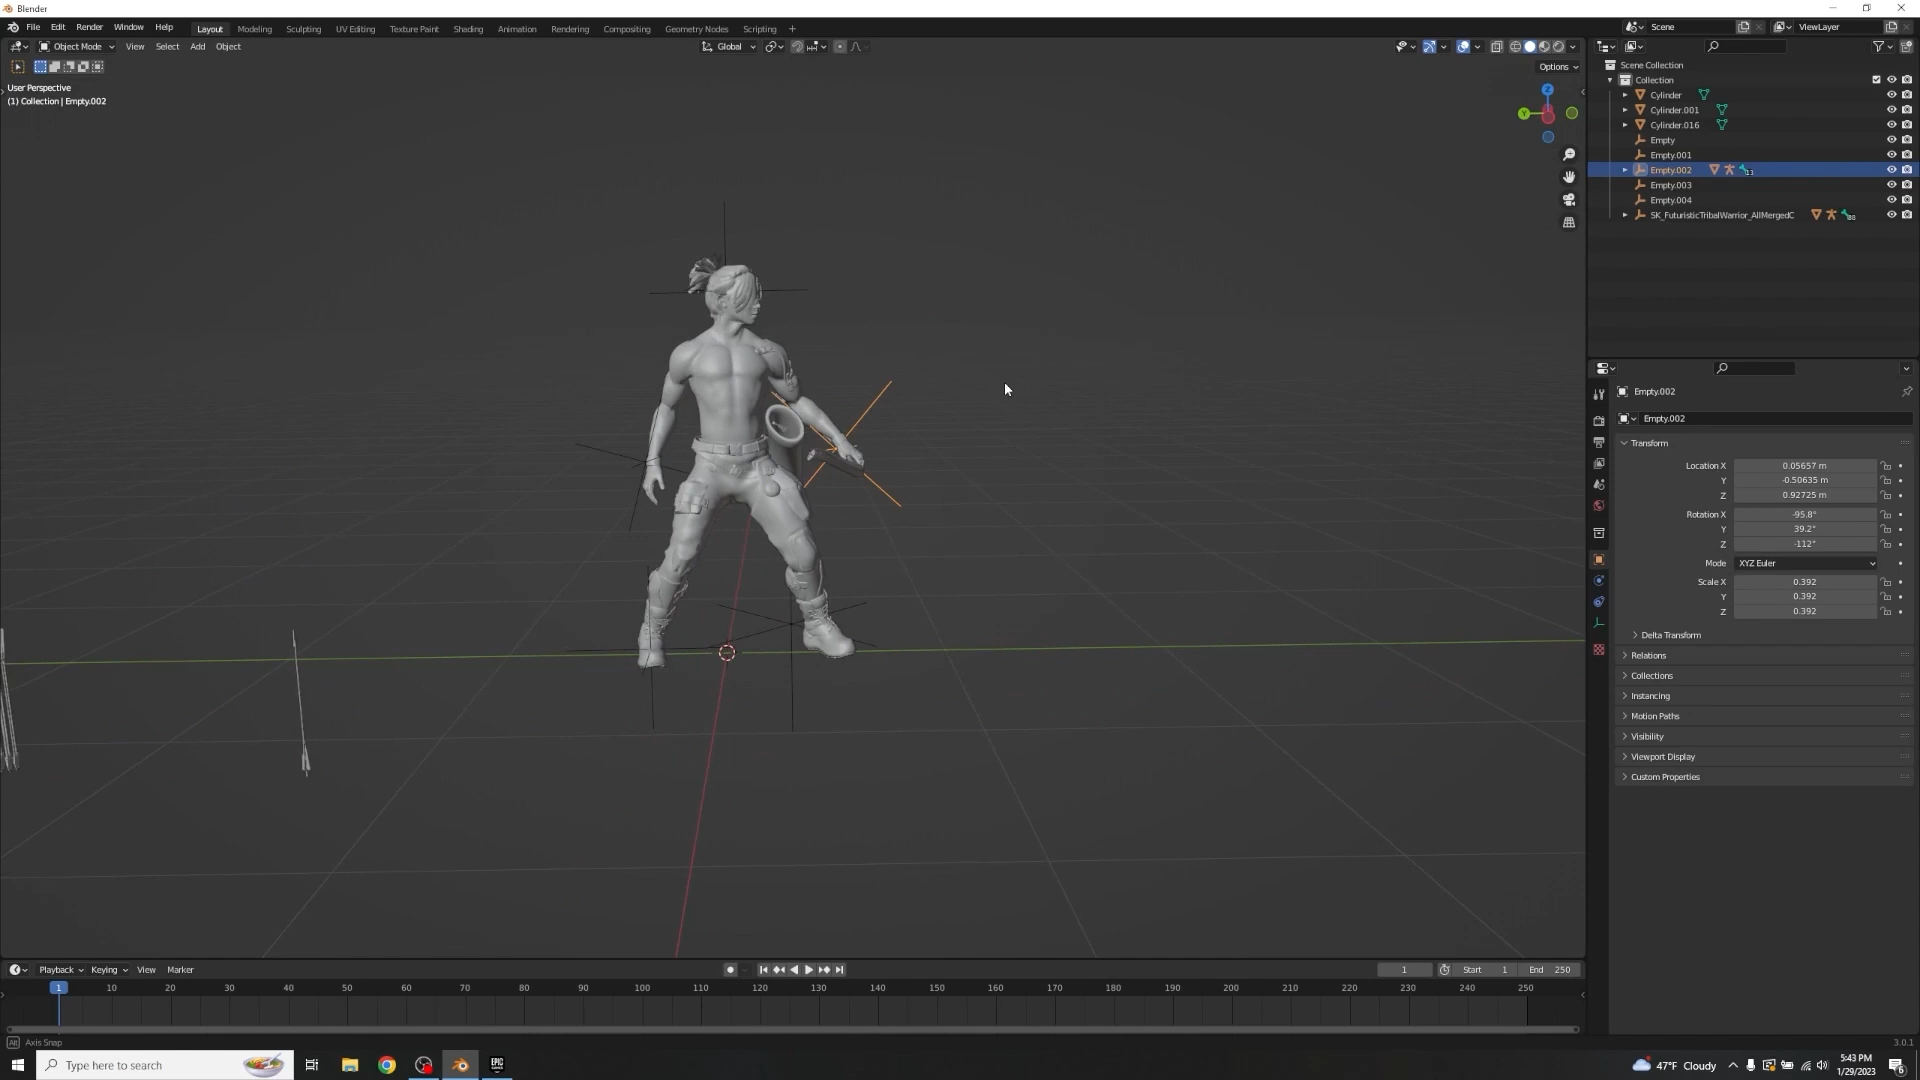 Blender
File Edit Render Window Help Layout Modeling Sculpting UV Editing Texture Paint Shading Animation Rendering Compositing Geometry Nodes Scripting + Scene ViewLayer
Object Mode View Select Add Object Global
Options
User Perspective
(1) Collection | Empty.002
Z
Y
Scene Collection
Collection
Cylinder
Cylinder.001
Cylinder.016
Empty
Empty.001
Empty.002 13
Empty.003
Empty.004
SK_FuturisticTribalWarrior_AllMergedC
Empty.002
Empty.002
Transform
Location X 0.05657 m
Y -0.50635 m
Z 0.92725 m
Rotation X -95.8°
Y 39.2°
Z -112°
Mode XYZ Euler
Scale X 0.392
Y 0.392
Z 0.392
Delta Transform
Relations
Collections
Instancing
Motion Paths
Visibility
Viewport Display
Custom Properties
Playback Keying View Marker 1 Start 1 End 250
1 10 20 30 40 50 60 70 80 90 100 110 120 130 140 150 160 170 180 190 200 210 220 230 240 250
Alt Axis Snap
3.0.1
Type here to search
EPIC GAMES
47°F Cloudy
5:43 PM
1/29/2023
6